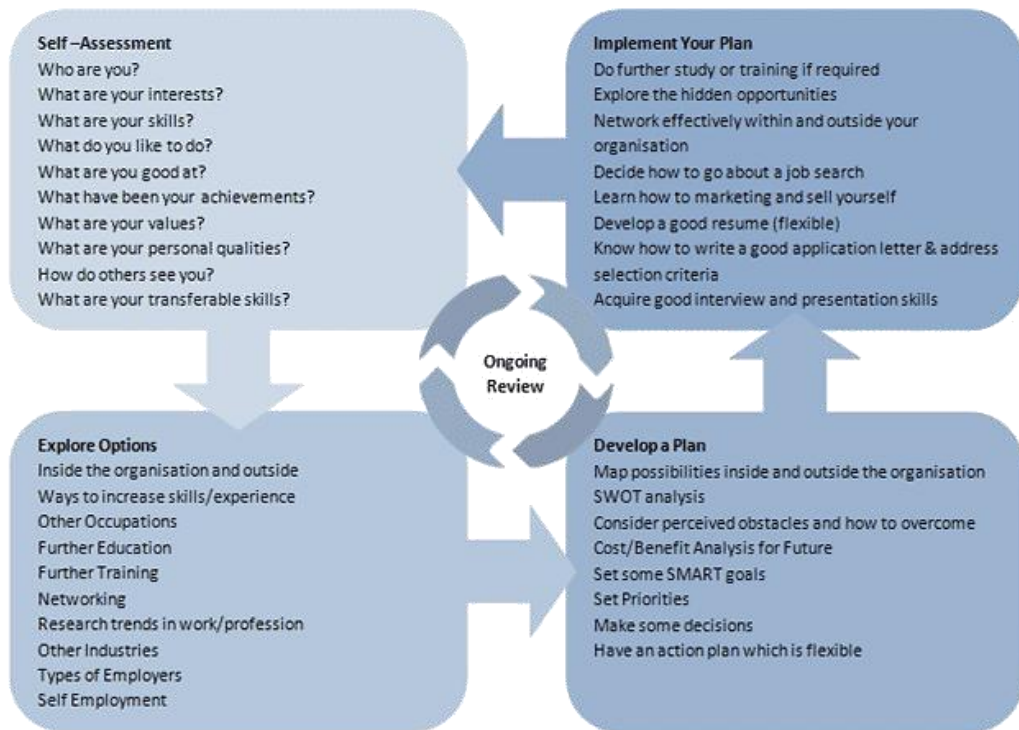 Self –Assessment
Who are you?
What are your interests?
What are your skills?
What do you like to do?
What are you good at?
What have been your achievements?
What are your values?
What are your personal qualities?
How do others see you?
What are your transferable skills?
Explore Options
Inside the organisation and outside
Ways to increase skills/experience
Other Occupations
Further Education
Further Training
Networking
Research trends in work/profession
Other Industries
Types of Employers
Self Employment
Develop a Plan
Map possibilities inside and outside the organisation
SWOT analysis
Consider perceived obstacles and how to overcome
Cost/Benefit Analysis for Future
Set some SMART goals
Set Priorities
Make some decisions
Have an action plan which is flexible
Implement Your Plan
Do further study or training if required
Explore the hidden opportunities
Network effectively within and outside your
organisation
Decide how to go about a job search
Learn how to marketing and sell yourself
Develop a good resume (flexible)
Know how to write a good application letter & address
selection criteria
Acquire good interview and presentation skills
Ongoing
Review